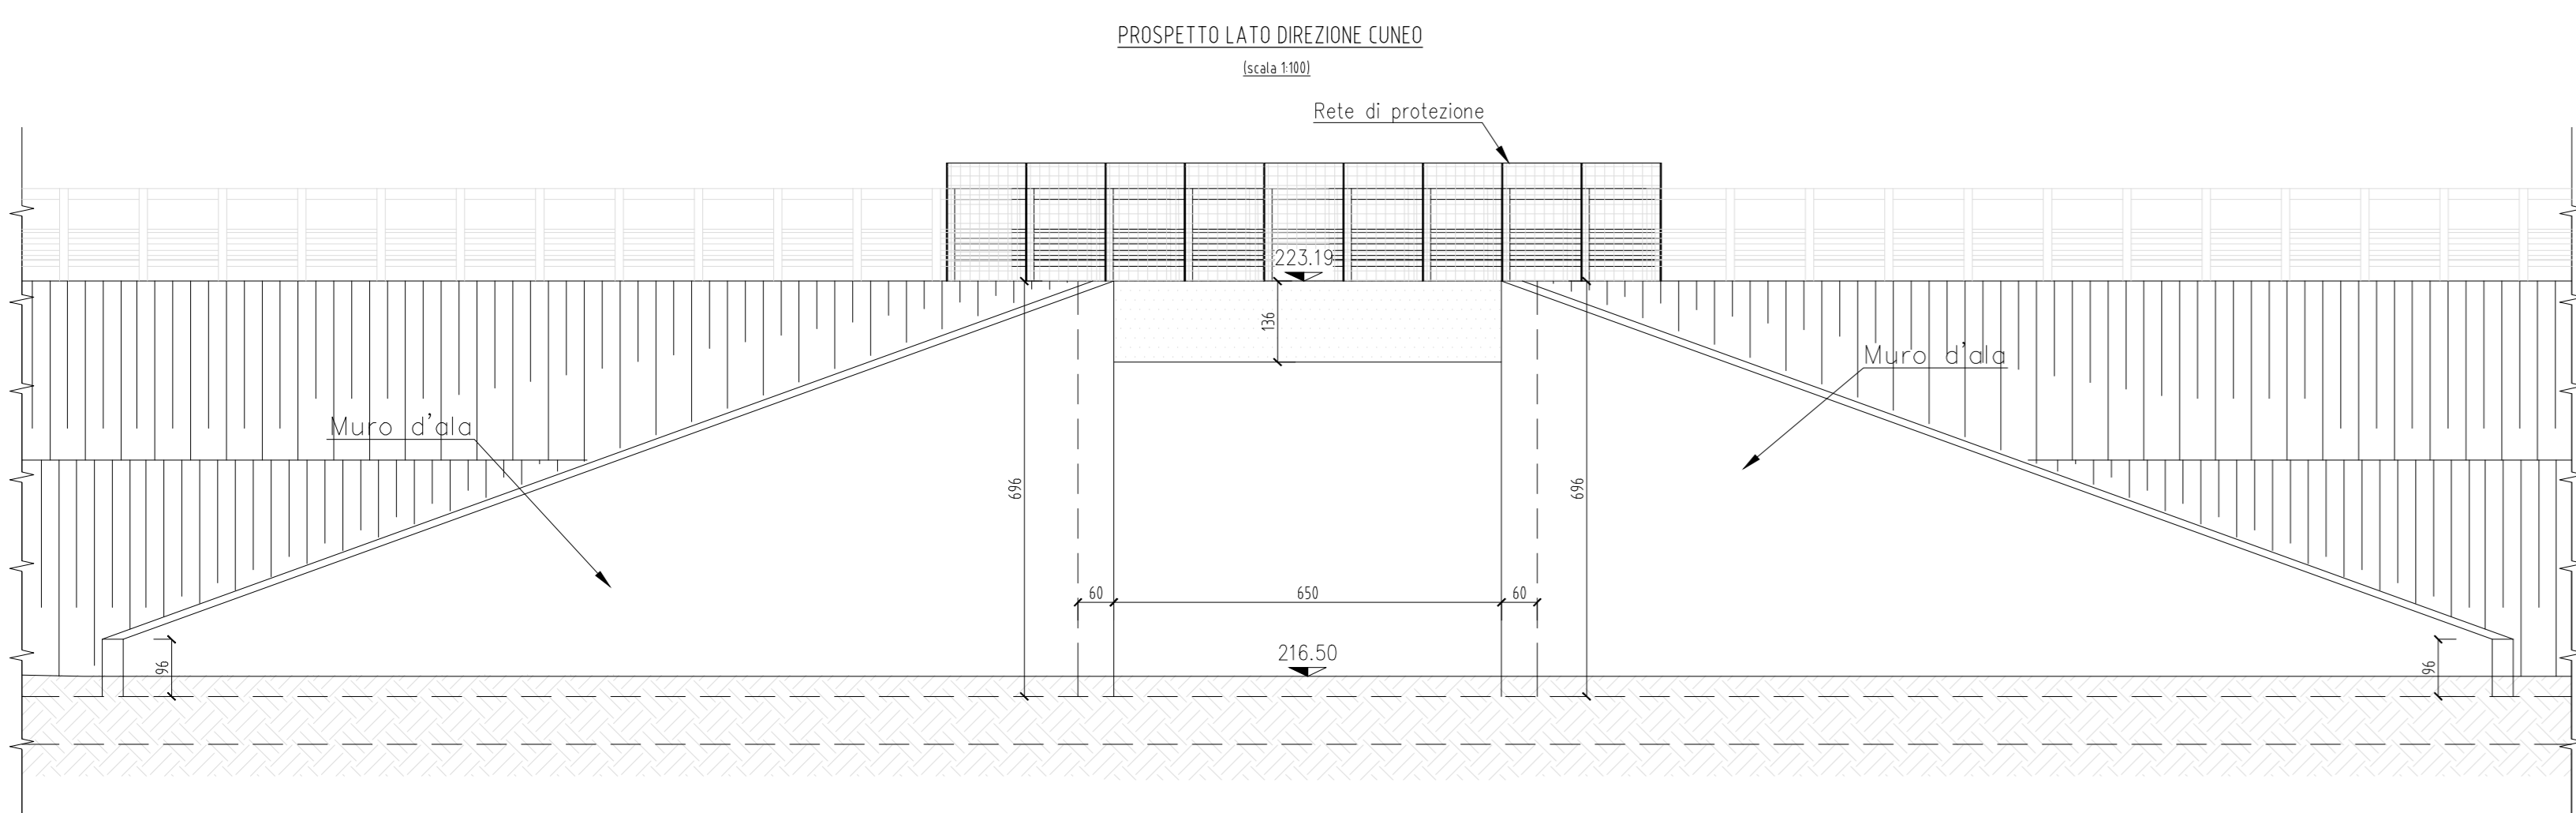 PROSPETTO LATO DIREZIONE CUNEO
(scala 1:100)
Rete di protezione
223.19
136
Muro d'ala
Muro d'ala
696
696
60
650
60
216.50
96
96